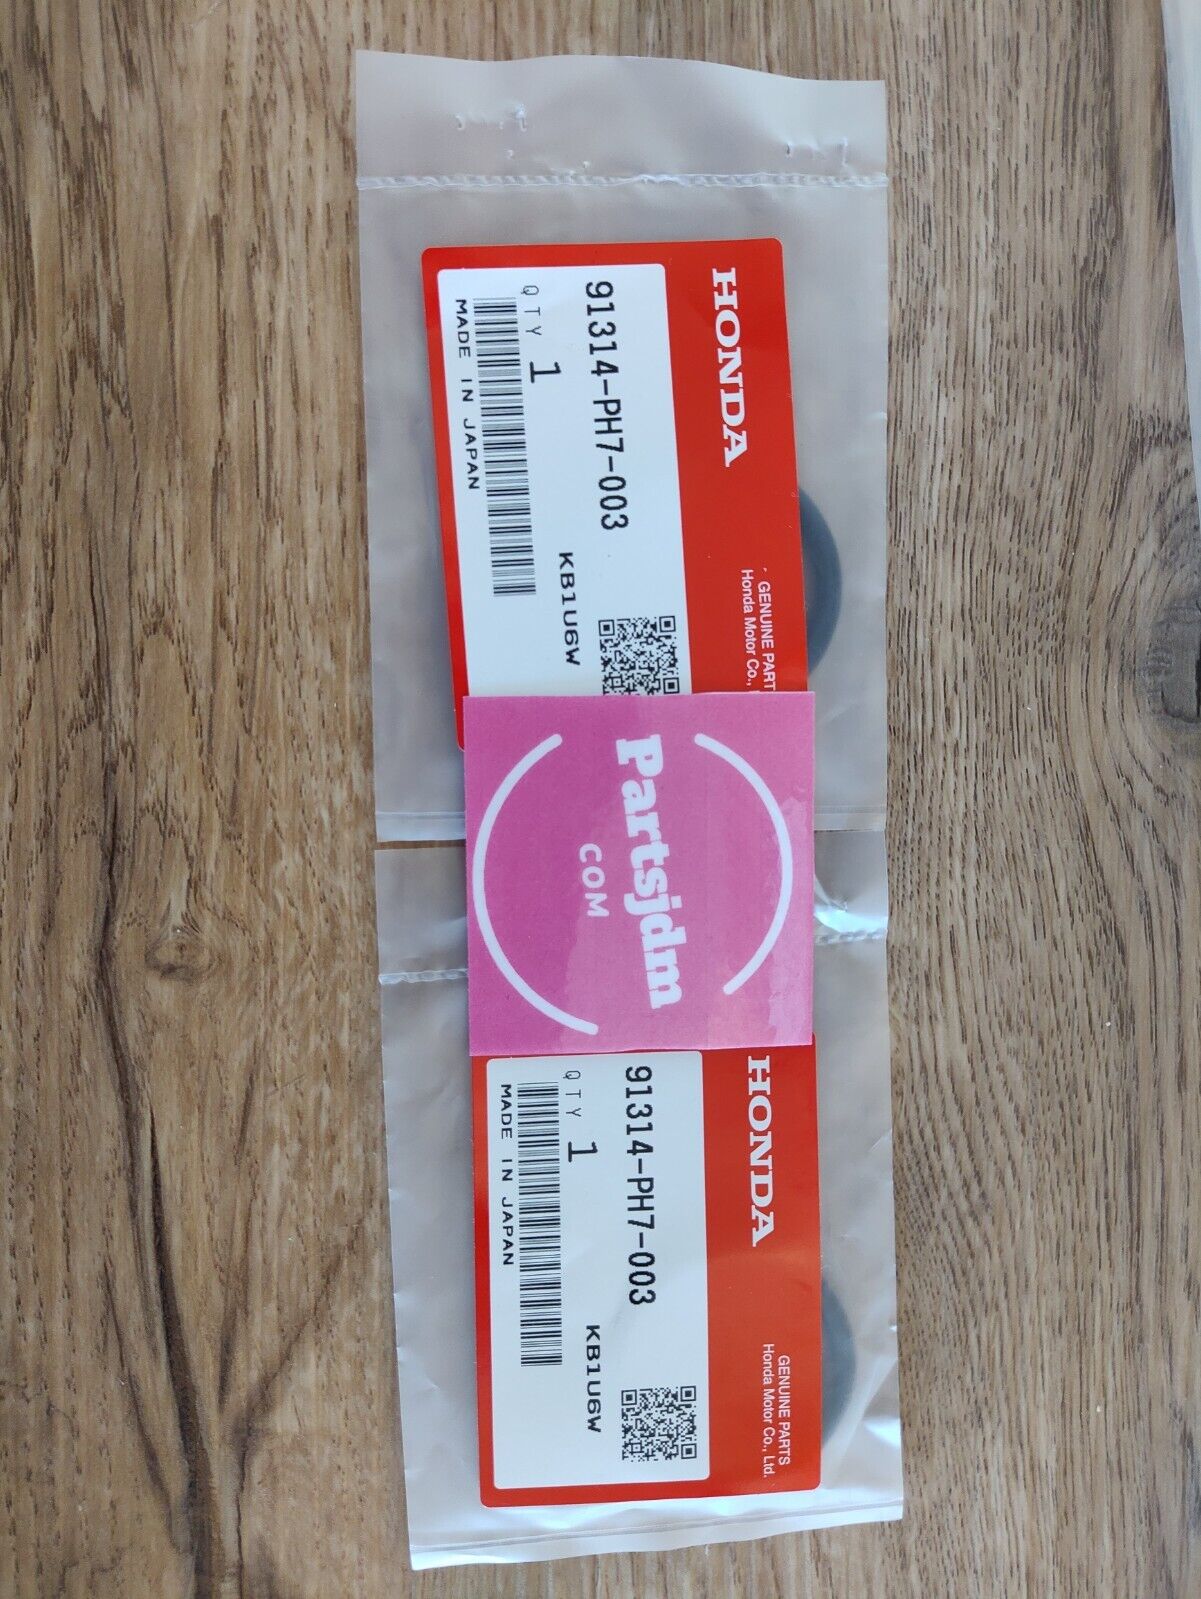 HONDA
GENUINE PART
Honda Motor Co.,
91314-PH7-003
QTY 1
KB1U6W
MADE IN JAPAN
Partsjdm
COM
HONDA
GENUINE PARTS
Honda Motor Co., Ltd.
91314-PH7-003
QTY 1
KB1U6W
MADE IN JAPAN